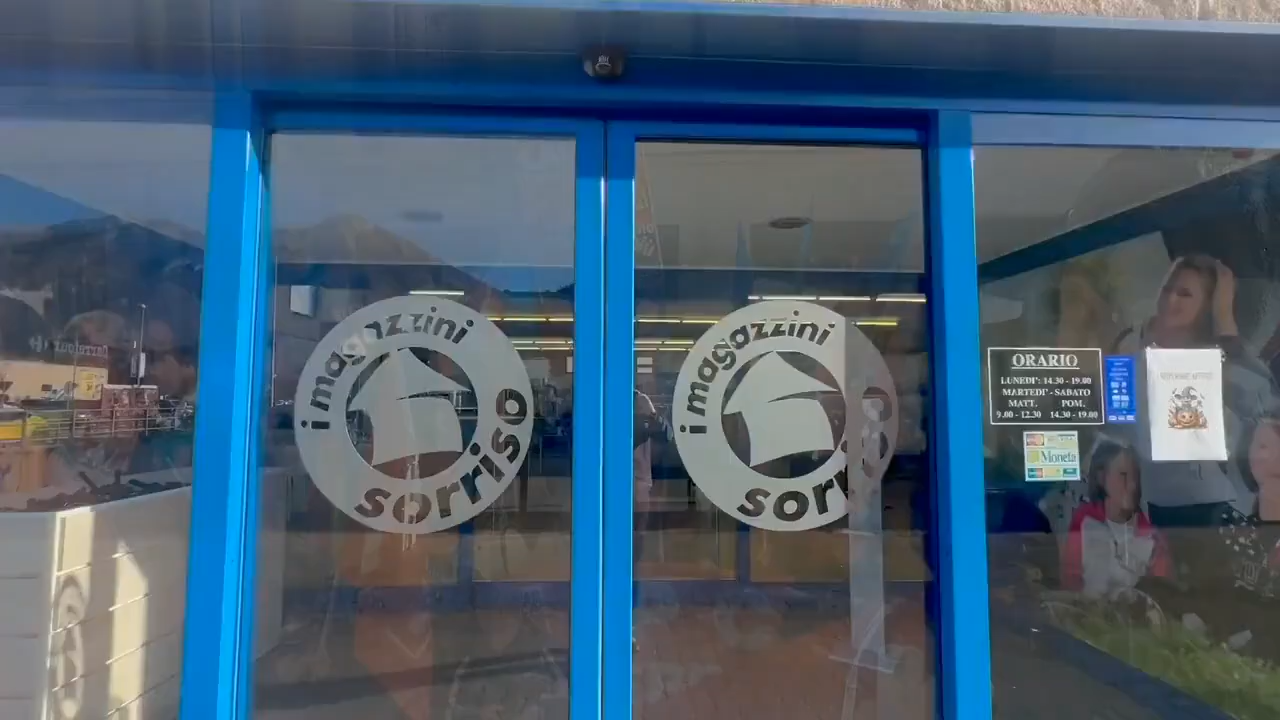 i magazzini
sorriso
i magazzini
sorriso
ORARIO
LUNEDI': 14.30 - 19.00
MARTEDI' - SABATO
MATT. POM.
9.00 - 12.30 14.30 - 19.00
Moneta
Carrefour